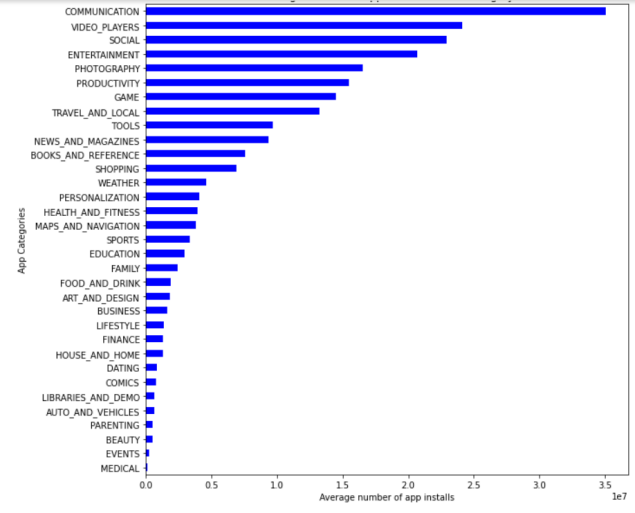 COMMUNICATION
VIDEO_PLAYERS
SOCIAL
ENTERTAINMENT
PHOTOGRAPHY
PRODUCTIVITY
GAME
TRAVEL_AND_LOCAL
TOOLS
NEWS_AND_MAGAZINES
BOOKS_AND_REFERENCE
SHOPPING
WEATHER
PERSONALIZATION
HEALTH_AND_FITNESS
MAPS_AND_NAVIGATION
SPORTS
EDUCATION
FAMILY
FOOD_AND_DRINK
ART_AND_DESIGN
BUSINESS
LIFESTYLE
FINANCE
HOUSE_AND_HOME
DATING
COMICS
LIBRARIES_AND_DEMO
AUTO_AND_VEHICLES
PARENTING
BEAUTY
EVENTS
MEDICAL
App Categories
0.0 0.5 1.0 1.5 2.0 2.5 3.0 3.5
1e7
Average number of app installs